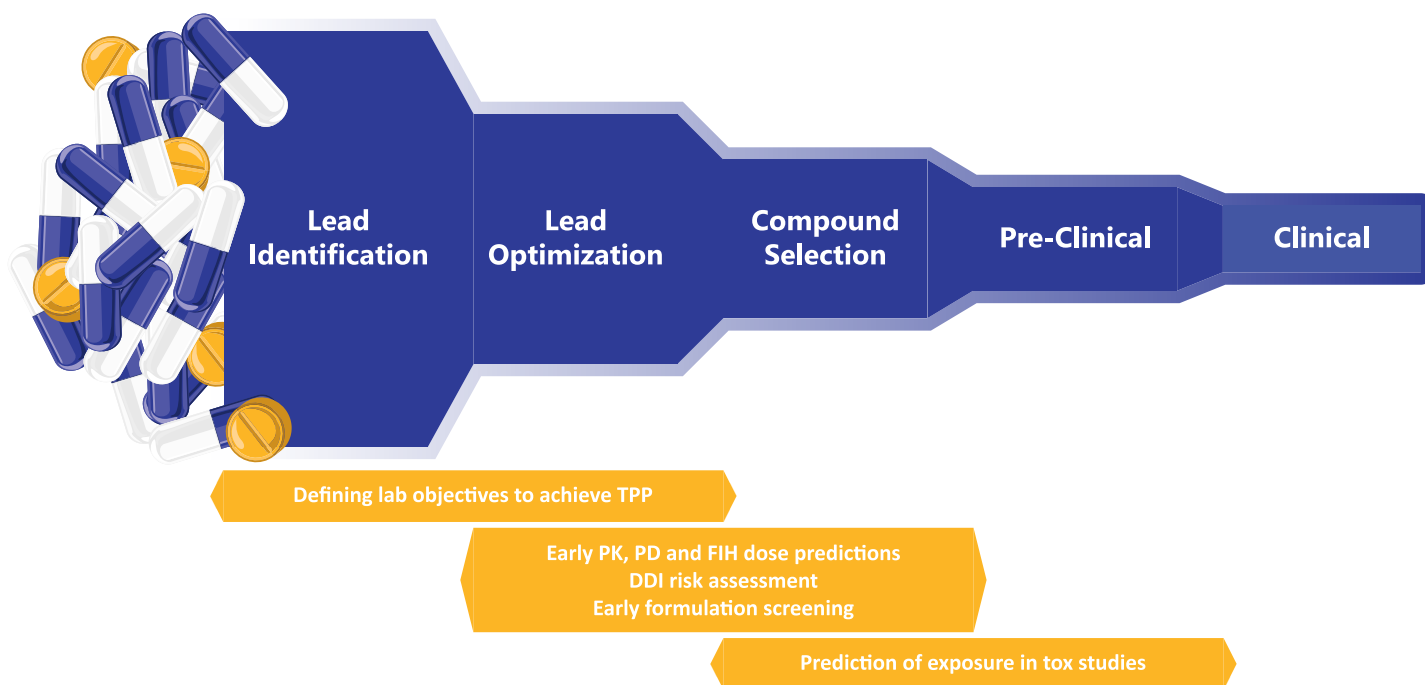 Lead
Identification
Lead
Optimization
Compound
Selection
Pre-Clinical
Clinical
Defining lab objectives to achieve TPP
Early PK, PD and FIH dose predictions
DDI risk assessment
Early formulation screening
Prediction of exposure in tox studies